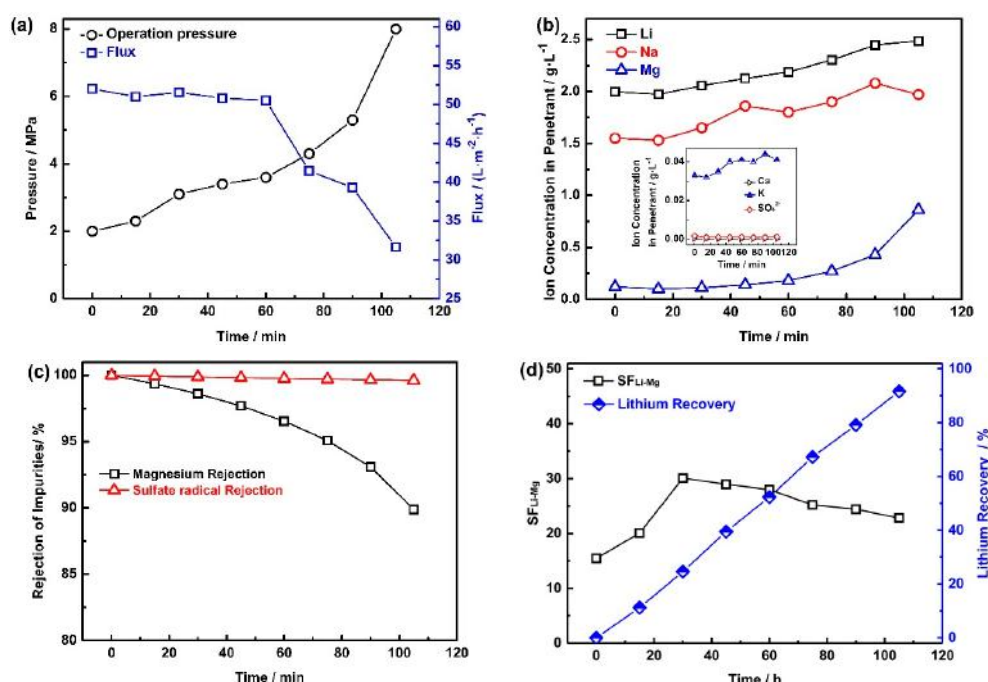 (a)
Operation pressure
Flux
Pressure / MPa
8
6
4
2
0
Flux / (L·m⁻²·h⁻¹)
60
55
50
45
40
35
30
25
0 20 40 60 80 100 120
Time / min
(b)
Li
Na
Mg
Ion Concentration in Penetrant / g·L⁻¹
2.5
2.0
1.5
1.0
0.5
0.0
Ion Concentration
in Penetrant / g·L⁻¹
0.04
0.02
0.00
Ca
K
SO₄²⁻
0 20 40 60 80 100 120
Time / min
0 20 40 60 80 100 120
Time / min
(c)
Rejection of Impurities/ %
100
95
90
85
80
Magnesium Rejection
Sulfate radical Rejection
0 20 40 60 80 100 120
Time / min
(d)
SFLi-Mg
Lithium Recovery
SFLi-Mg
50
40
30
20
10
0
Lithium Recovery / %
100
80
60
40
20
0
0 20 40 60 80 100 120
Time / h